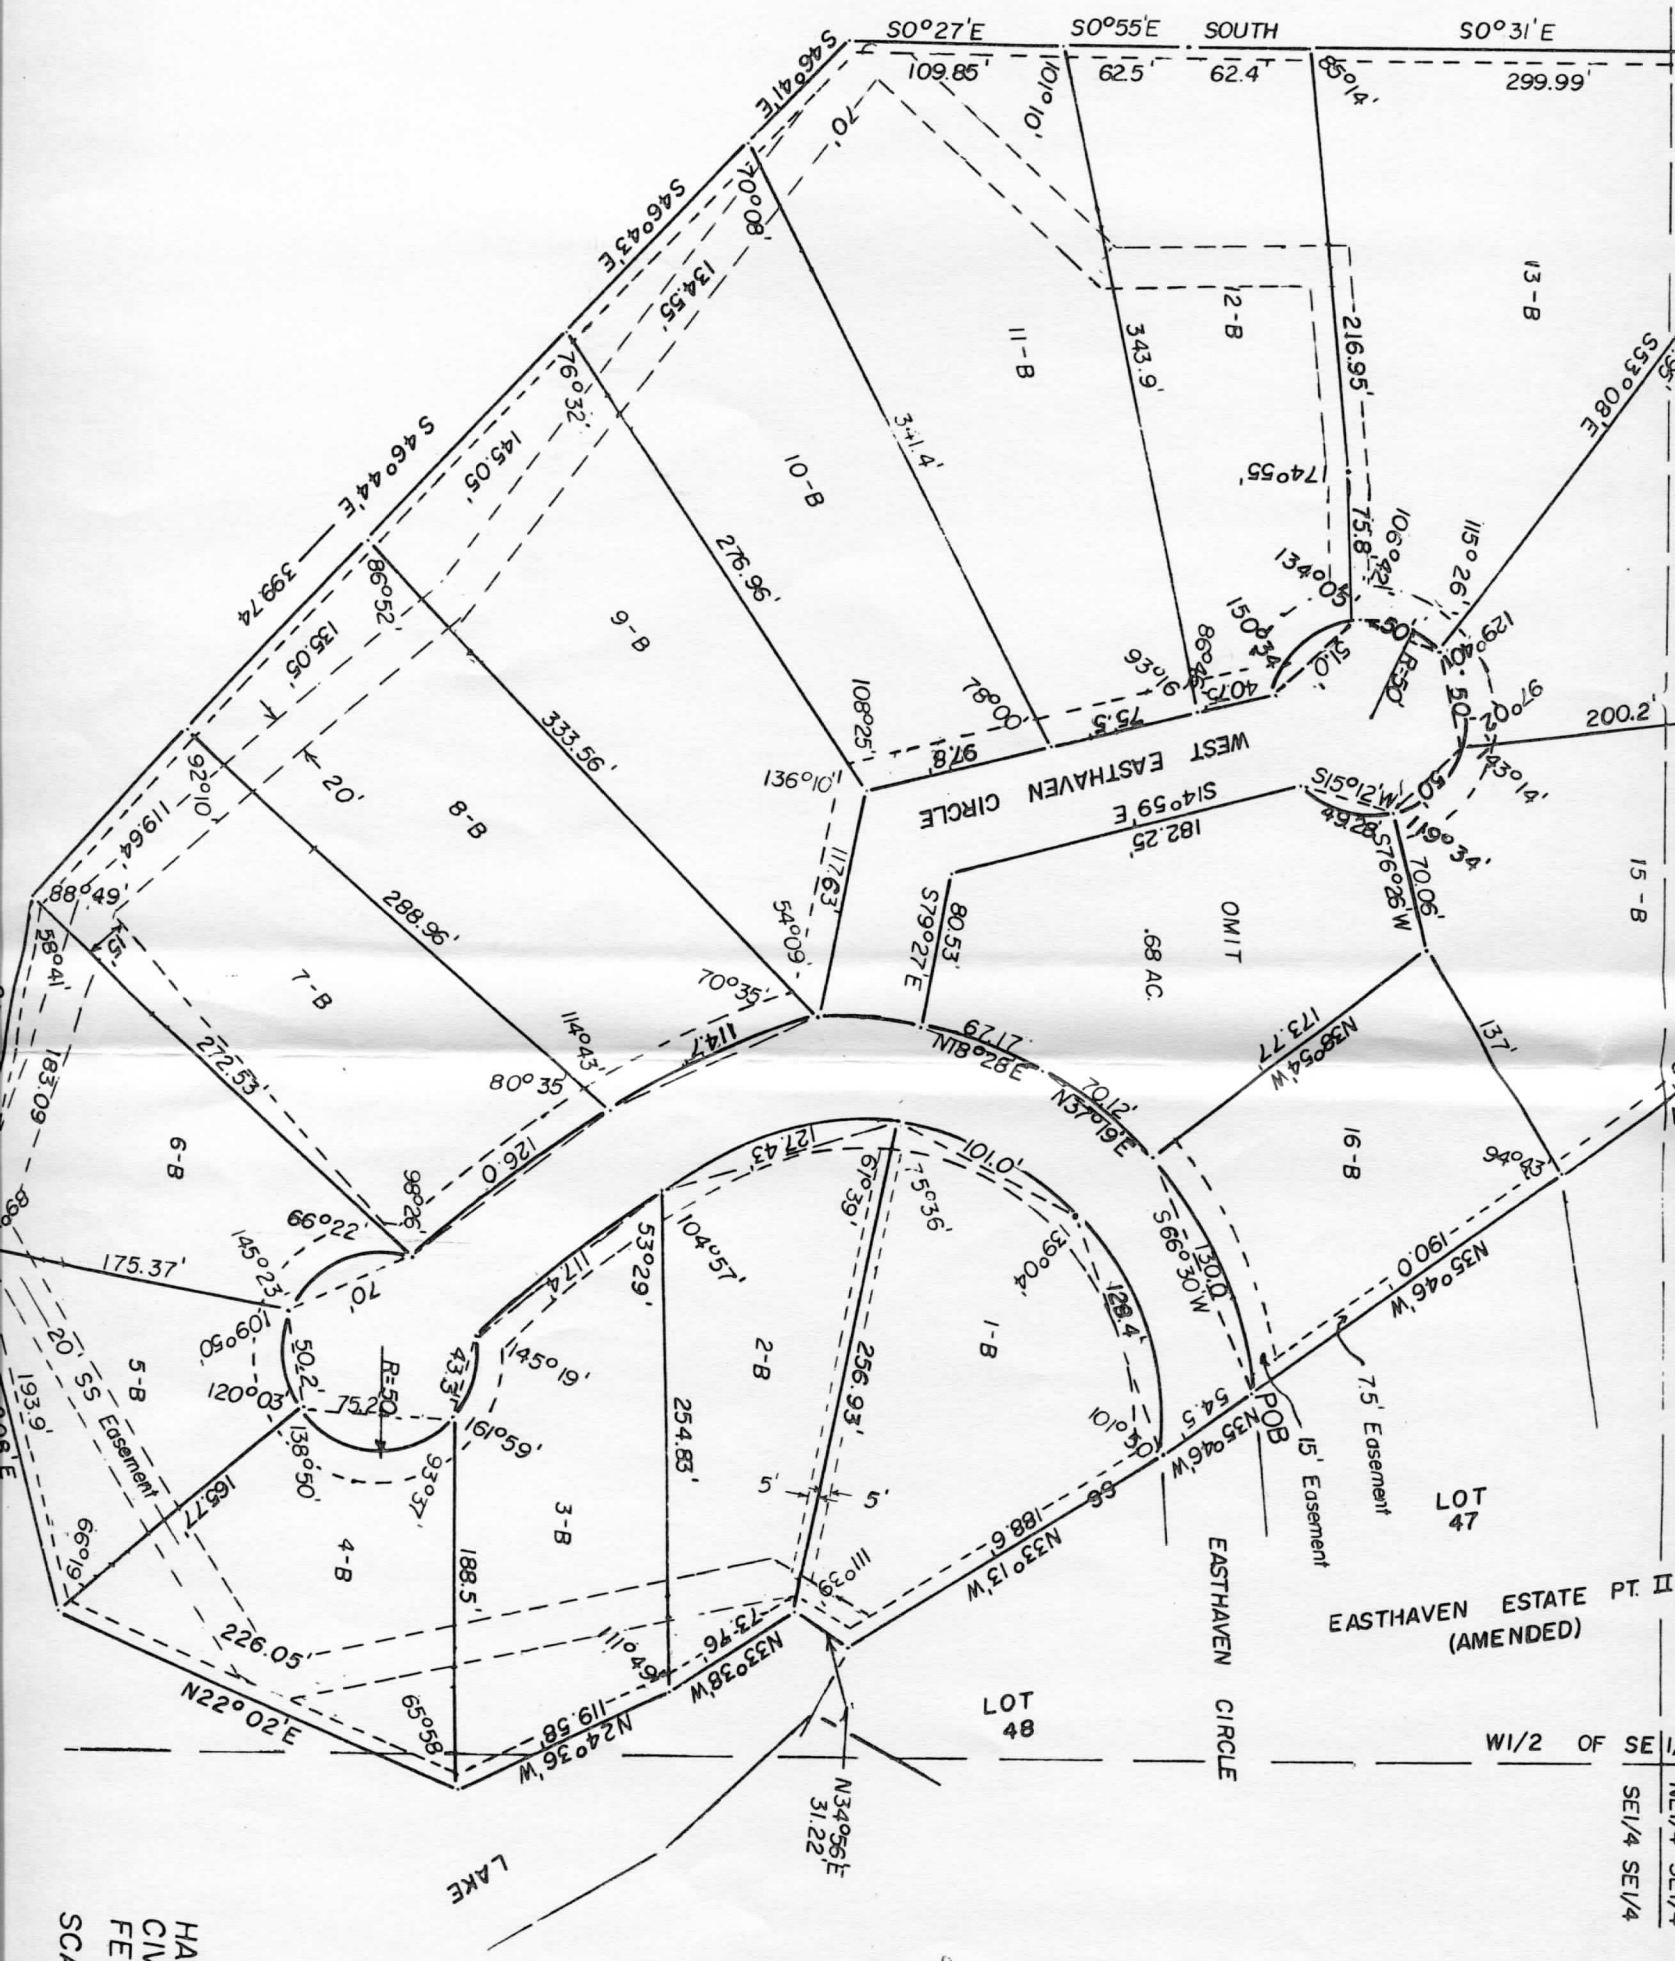 S0°27'E
S0°55'E
SOUTH
S0°31'E
109.85'
62.5'
62.4'
299.99'
S46°41'E
70'
101°10'
85°14'
S46°43'E
70°08'
134.55'
13-B
12-B
11-B
216.95'
343.9'
S53°08'E
76°32'
341.4'
S46°44'E
399.74
145.05'
10-B
74°55'
75.8'
106°42'
115°26'
276.96'
86°52'
134°05'
150°34'
129°40'
50'
51.0'
R=50'
9-B
135.05'
93°16'
86°46'
40.75'
50'
97°02'
200.2'
78°00'
108°25'
75.5'
97.8'
WEST EASTHAVEN CIRCLE
143°14'
50'
333.56'
136°10'
S14°59'E
182.25'
S15°12'W
49.28
119°34'
92°10'
20'
8-B
119.64'
117.63'
S76°26'W
70.06'
15-B
88°49'
288.96'
54°09'
80.53'
S79°27'E
OMIT
.68 AC.
58°41'
15'
7-B
70°35'
183.09
272.53'
114°43'
114.7'
69.17'
N18°28'E
173.77'
N38°54'W
137'
80°35'
70.12'
N37°19'E
6-B
126.0
127.43'
101.0'
16-B
94°43'
98°26'
66°22'
67°39'
75°36'
145°23'
104°57'
53°29'
39°04'
130.0'
S66°30'W
190.0'
N35°46'W
175.37'
70'
117.4'
128.4'
109°50'
50.2'
R=50
43.3'
145°19'
2-B
1-B
256.93'
20' SS Easement
5-B
120°03'
75.2
161°59'
254.83'
54.5'
N35°46'W
POB
7.5' Easement
15' Easement
193.9'
138°50'
93°37'
101°40'
165.77'
5'
5'
66
LOT
47
66°19'
4-B
3-B
188.6'
N33°13'W
188.5'
111°39'
EASTHAVEN CIRCLE
EASTHAVEN ESTATE PT. II
(AMENDED)
226.05'
N22°02'E
111°49'
73.76'
N33°38'W
65°58'
119.58'
N24°36'W
LOT
48
W1/2 OF SE
N34°56'E
31.22'
SE1/4 SE1/4
LAKE